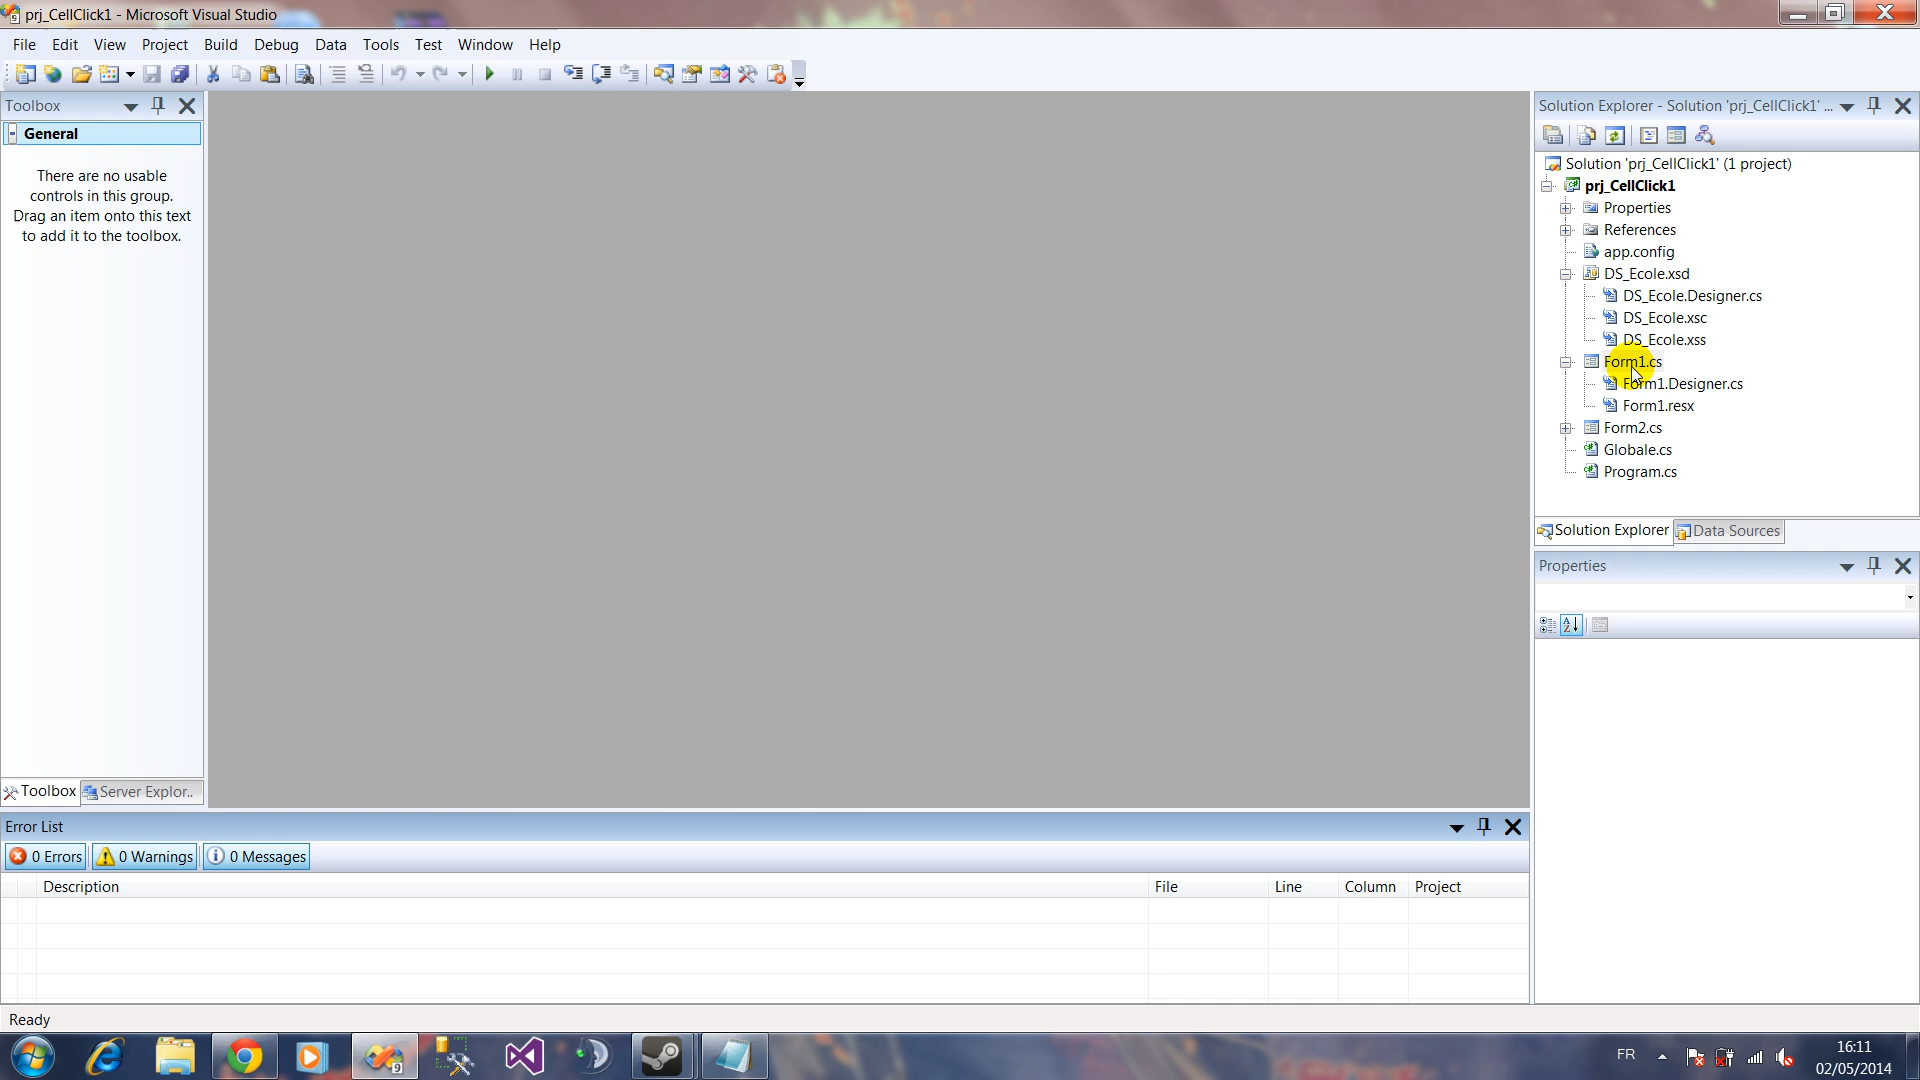 prj_CellClick1 - Microsoft Visual Studio
File Edit View Project Build Debug Data Tools Test Window Help
Toolbox
General
There are no usable
controls in this group.
Drag an item onto this text
to add it to the toolbox.
Toolbox Server Explor..
Solution Explorer - Solution 'prj_CellClick1' ...
Solution 'prj_CellClick1' (1 project)
prj_CellClick1
Properties
References
app.config
DS_Ecole.xsd
DS_Ecole.Designer.cs
DS_Ecole.xsc
DS_Ecole.xss
Form1.cs
Form1.Designer.cs
Form1.resx
Form2.cs
Globale.cs
Program.cs
Solution Explorer Data Sources
Properties
Error List
0 Errors 0 Warnings 0 Messages
Description File Line Column Project
Ready
FR
16:11
02/05/2014